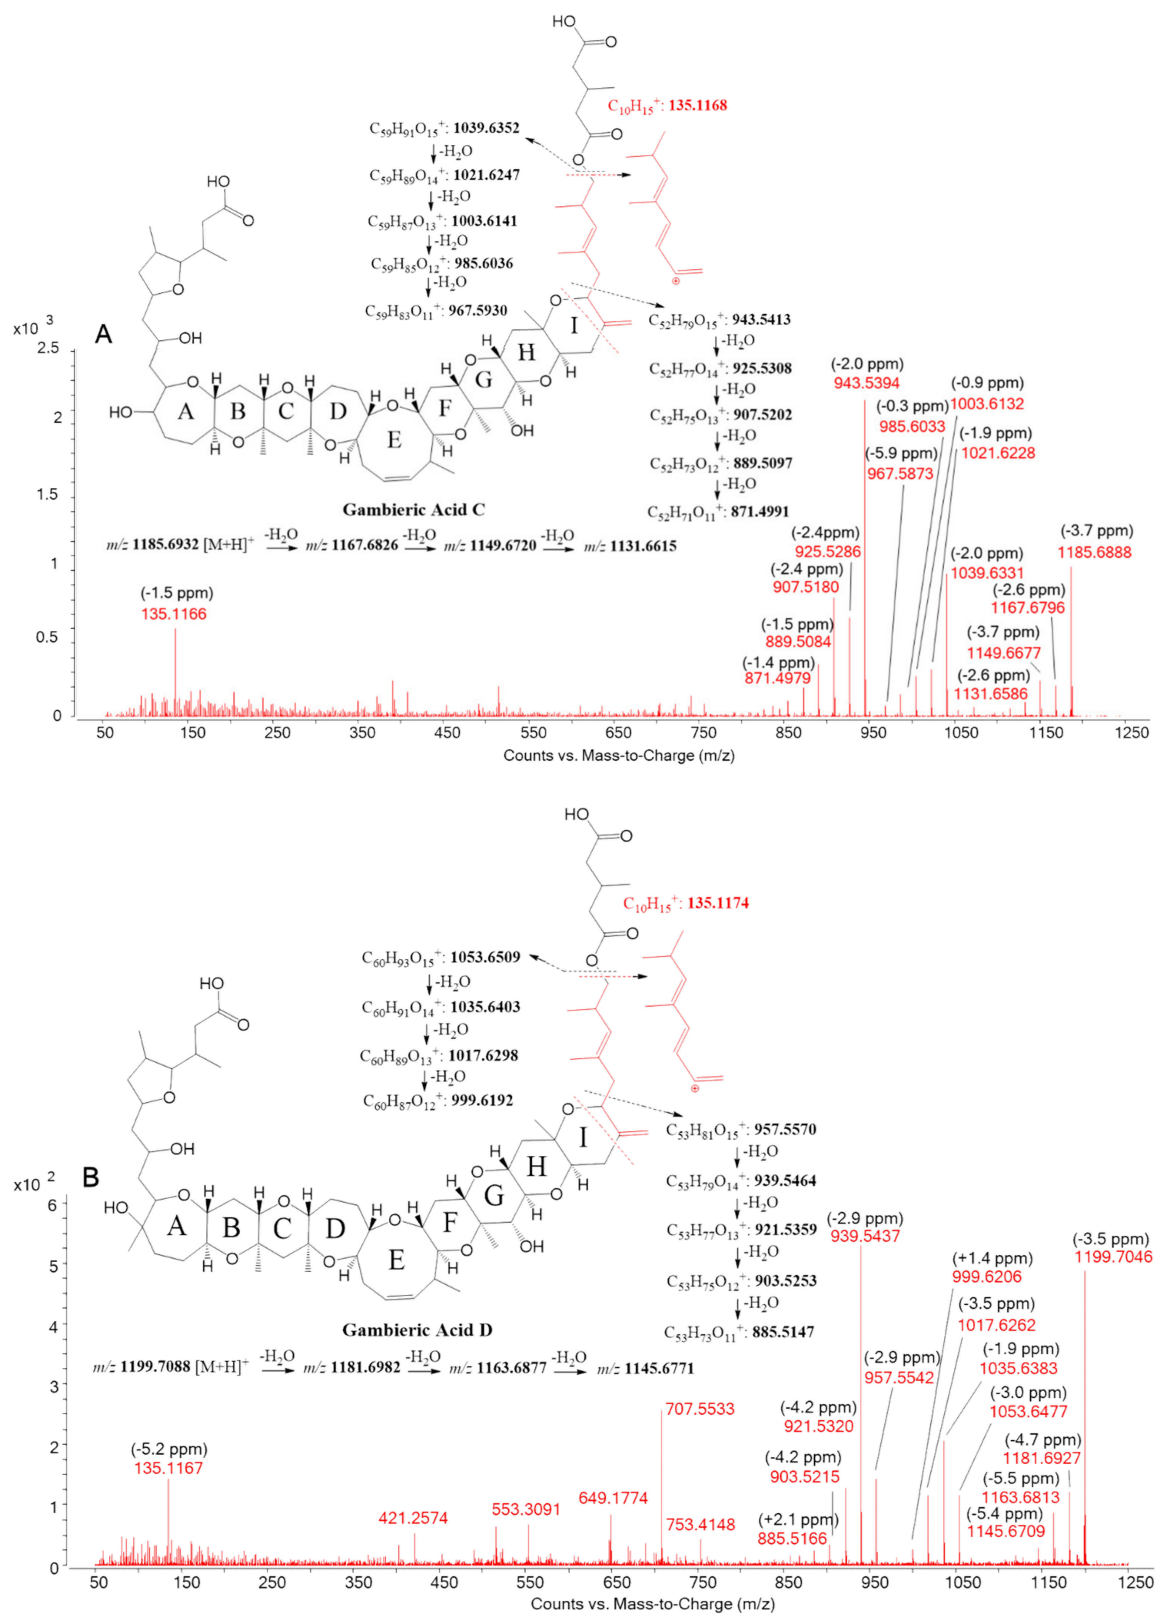 HO
O
C10H15+: 135.1168
O
O
C59H91O15+: 1039.6352
-H2O
C59H89O14+: 1021.6247
-H2O
C59H87O13+: 1003.6141
-H2O
C59H85O12+: 985.6036
-H2O
C59H83O11+: 967.5930
HO
O
O
OH
HO
O H H O H
A B C D E F G H I
H O O H O H O O H O H O H
OH
C52H79O15+: 943.5413
-H2O
C52H77O14+: 925.5308
-H2O
C52H75O13+: 907.5202
-H2O
C52H73O12+: 889.5097
-H2O
C52H71O11+: 871.4991
A
x10 3
2.5
2
1.5
1
0.5
0
Gambieric Acid C
m/z 1185.6932 [M+H]+ -H2O m/z 1167.6826 -H2O m/z 1149.6720 -H2O m/z 1131.6615
(-1.5 ppm)
135.1166
(-1.4 ppm)
871.4979
(-1.5 ppm)
889.5084
(-2.4 ppm)
907.5180
(-2.4ppm)
925.5286
(-2.0 ppm)
943.5394
(-5.9 ppm)
967.5873
(-0.3 ppm)
985.6033
(-0.9 ppm)
1003.6132
(-1.9 ppm)
1021.6228
(-2.0 ppm)
1039.6331
(-2.6 ppm)
1131.6586
(-3.7 ppm)
1149.6677
(-2.6 ppm)
1167.6796
(-3.7 ppm)
1185.6888
50 150 250 350 450 550 650 750 850 950 1050 1150 1250
Counts vs. Mass-to-Charge (m/z)
HO
O
C10H15+: 135.1174
O
O
C60H93O15+: 1053.6509
-H2O
C60H91O14+: 1035.6403
-H2O
C60H89O13+: 1017.6298
-H2O
C60H87O12+: 999.6192
HO
O
O
OH
HO
O H H O H
A B C D E F G H I
H O O H O H O O H O H O H
OH
C53H81O15+: 957.5570
-H2O
C53H79O14+: 939.5464
-H2O
C53H77O13+: 921.5359
-H2O
C53H75O12+: 903.5253
-H2O
C53H73O11+: 885.5147
B
x10 2
6
5
4
3
2
1
0
Gambieric Acid D
m/z 1199.7088 [M+H]+ -H2O m/z 1181.6982 -H2O m/z 1163.6877 -H2O m/z 1145.6771
(-5.2 ppm)
135.1167
421.2574
553.3091
649.1774
707.5533
753.4148
(+2.1 ppm)
885.5166
(-4.2 ppm)
903.5215
(-4.2 ppm)
921.5320
(-2.9 ppm)
939.5437
(-2.9 ppm)
957.5542
(+1.4 ppm)
999.6206
(-3.5 ppm)
1017.6262
(-1.9 ppm)
1035.6383
(-3.0 ppm)
1053.6477
(-5.4 ppm)
1145.6709
(-5.5 ppm)
1163.6813
(-4.7 ppm)
1181.6927
(-3.5 ppm)
1199.7046
50 150 250 350 450 550 650 750 850 950 1050 1150 1250
Counts vs. Mass-to-Charge (m/z)